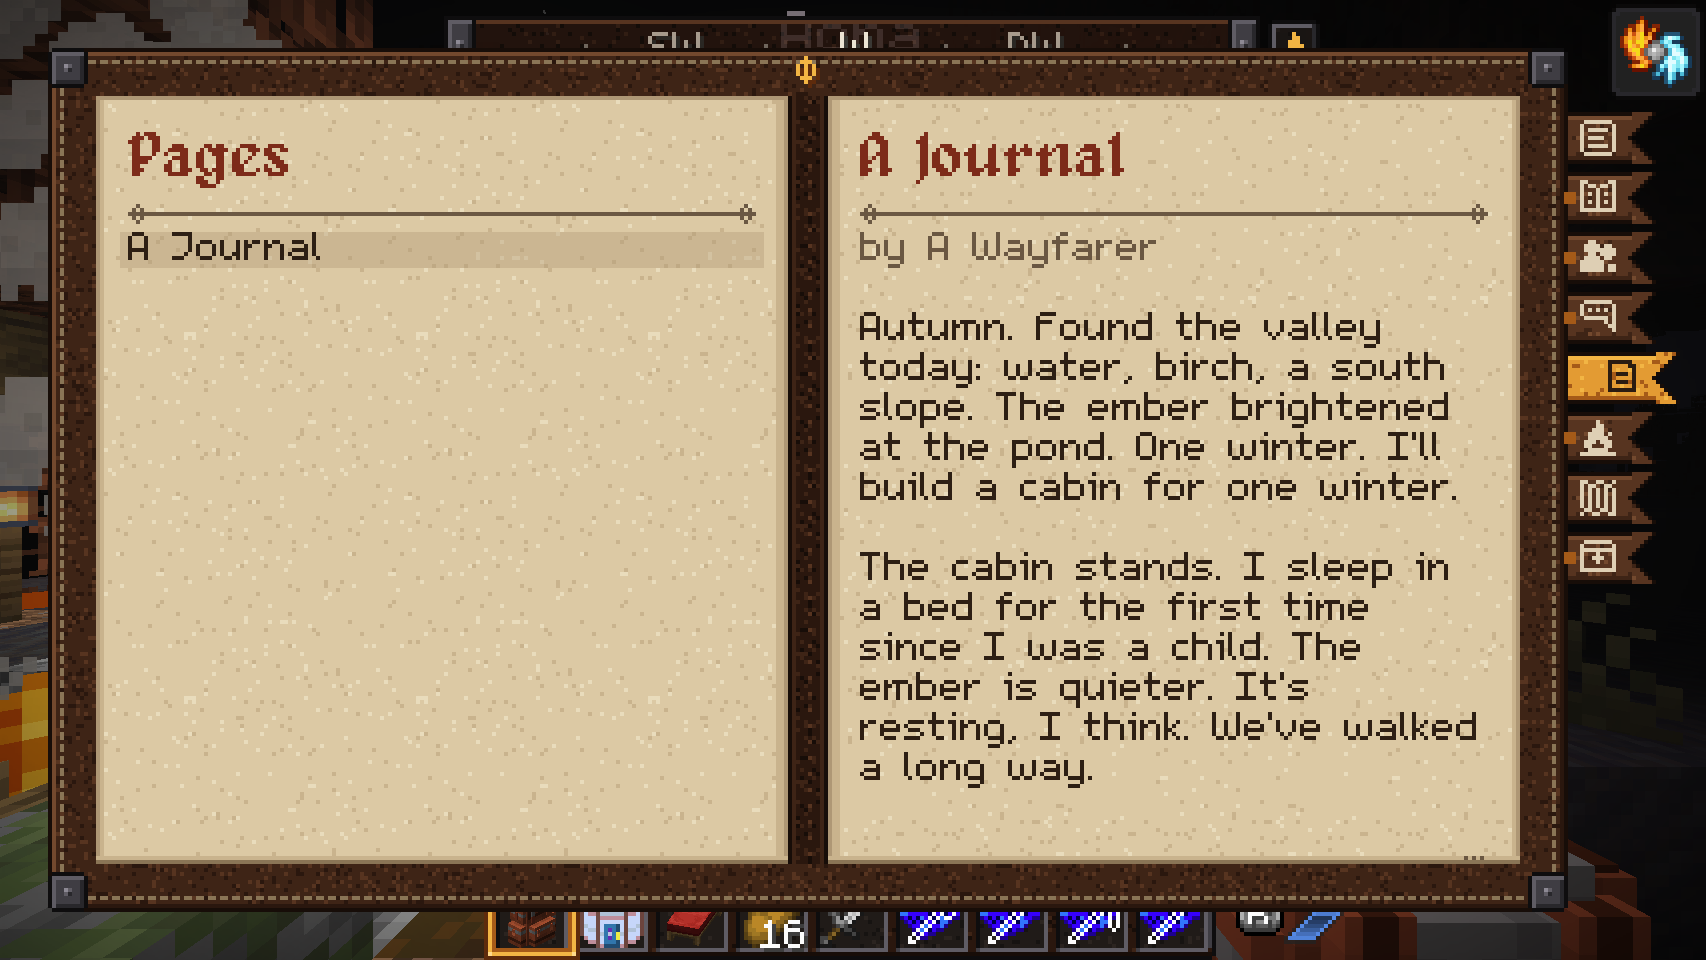 SW
W
NW
Pages
A Journal
A Journal
by A Wayfarer
Autumn. Found the valley
today: water, birch, a south
slope. The ember brightened
at the pond. One winter. I'll
build a cabin for one winter.
The cabin stands. I sleep in
a bed for the first time
since I was a child. The
ember is quieter. It's
resting, I think. We've walked
a long way.
...
16